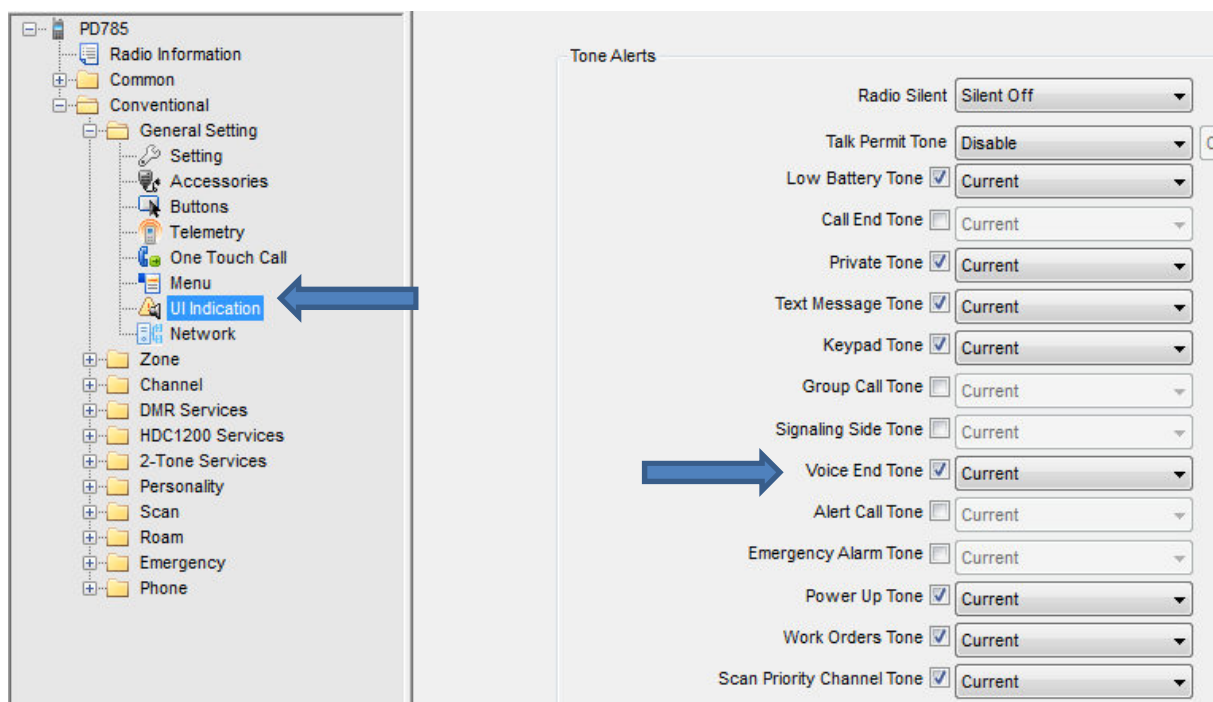 PD785
Radio Information
Common
Conventional
General Setting
Setting
Accessories
Buttons
Telemetry
One Touch Call
Menu
UI Indication
Network
Zone
Channel
DMR Services
HDC1200 Services
2-Tone Services
Personality
Scan
Roam
Emergency
Phone
Tone Alerts
Radio Silent Silent Off
Talk Permit Tone Disable
Low Battery Tone Current
Call End Tone Current
Private Tone Current
Text Message Tone Current
Keypad Tone Current
Group Call Tone Current
Signaling Side Tone Current
Voice End Tone Current
Alert Call Tone Current
Emergency Alarm Tone Current
Power Up Tone Current
Work Orders Tone Current
Scan Priority Channel Tone Current